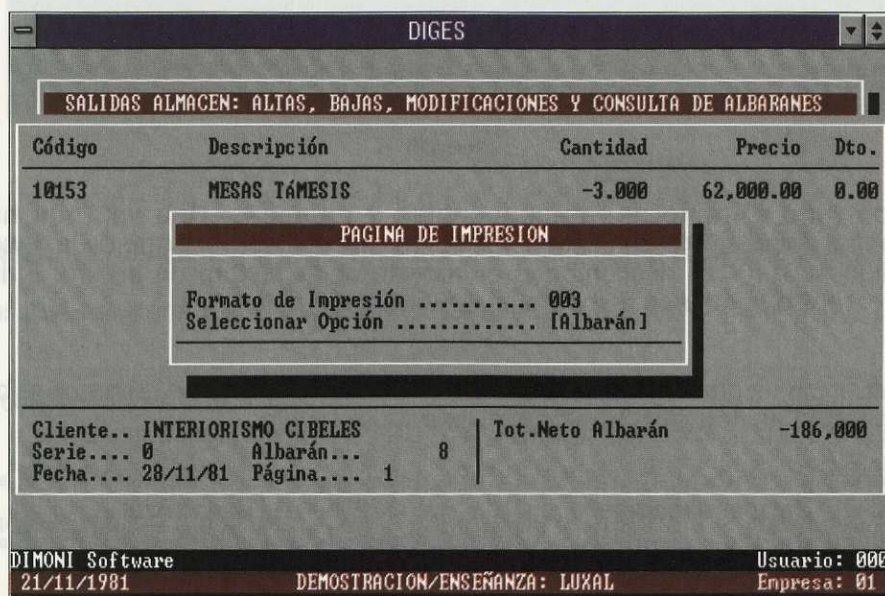 DIGES
SALIDAS ALMACEN: ALTAS, BAJAS, MODIFICACIONES Y CONSULTA DE ALBARANES
Código Descripción Cantidad Precio Dto.
10153 MESAS TáMESIS -3.000 62,000.00 0.00
PAGINA DE IMPRESION
Formato de Impresión ........... 003
Seleccionar Opción ............. [Albarán]
Cliente.. INTERIORISMO CIBELES Tot.Neto Albarán -186,000
Serie.... 0 Albarán... 8
Fecha.... 28/11/81 Página.... 1
DIMONI Software Usuario: 000
21/11/1981 DEMOSTRACION/ENSEÑANZA: LUXAL Empresa: 01